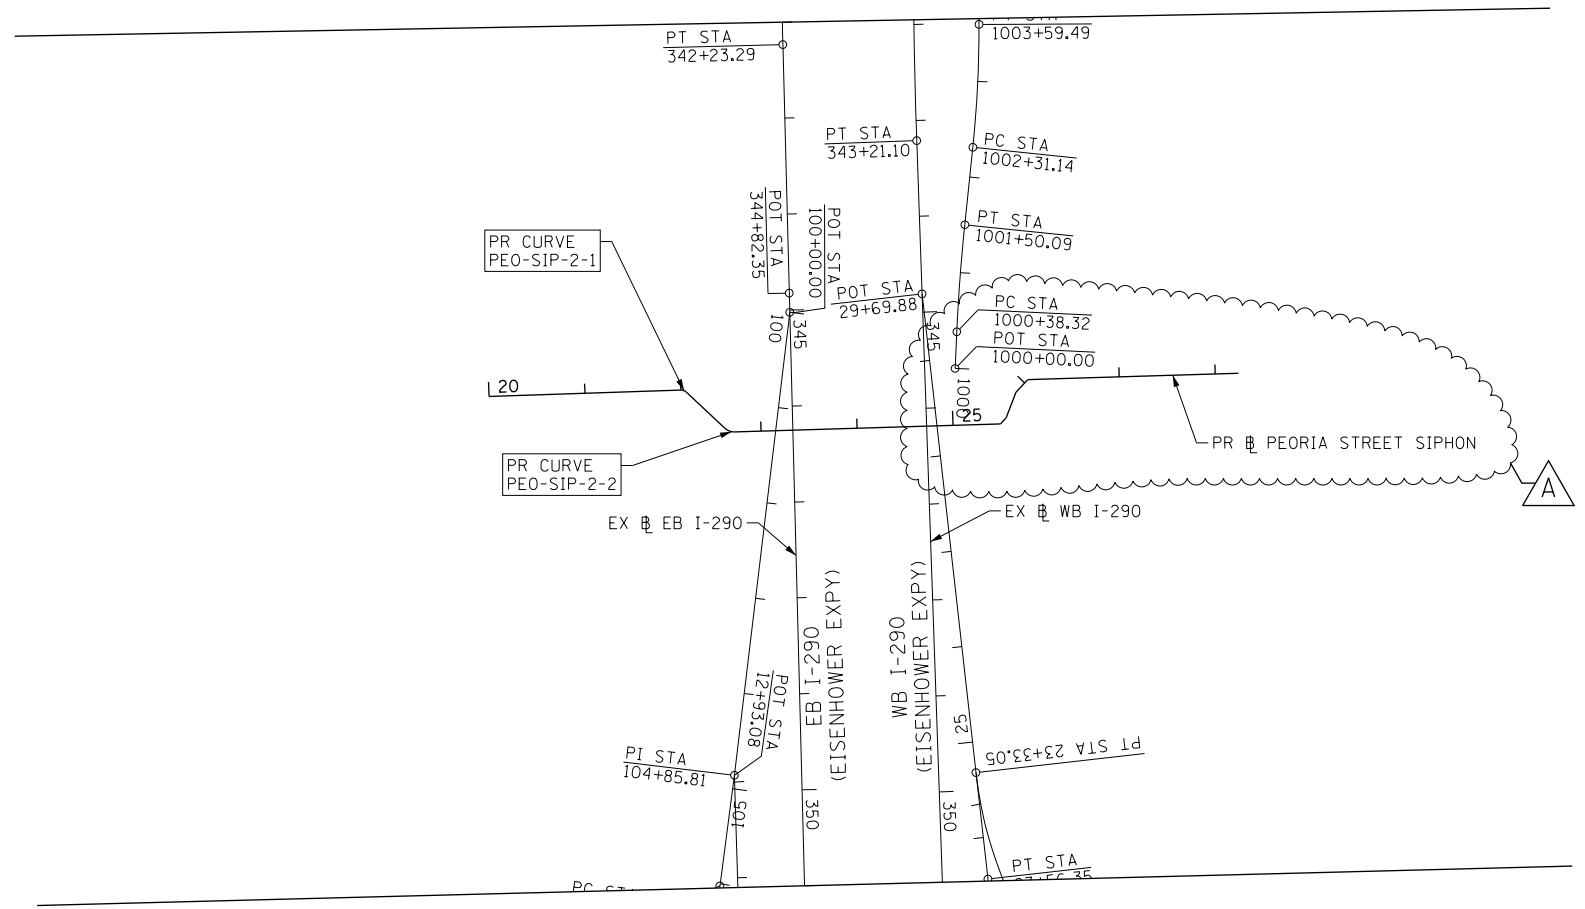 PT STA
342+23.29
1003+59.49
PT STA
343+21.10
PC STA
1002+31.14
POT STA
344+82.35
POT STA
100+00.00
PT STA
1001+50.09
PR CURVE
PEO-SIP-2-1
POT STA
29+69.88
PC STA
1000+38.32
POT STA
1000+00.00
100
345
345
1000
20
25
PR ℄ PEORIA STREET SIPHON
PR CURVE
PEO-SIP-2-2
A
EX ℄ EB I-290
EX ℄ WB I-290
EB I-290
(EISENHOWER EXPY)
WB I-290
(EISENHOWER EXPY)
POT STA
12+93.08
25
PT STA 23+33.05
PI STA
104+85.81
105
350
350
PT STA